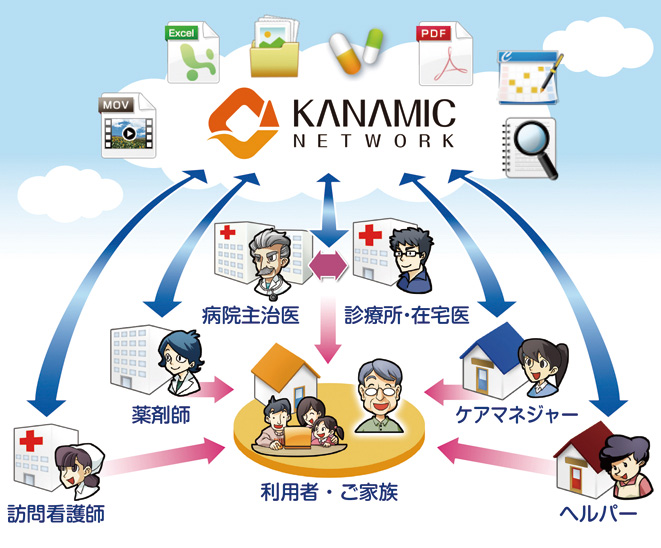 Excel
PDF
MOV
KANAMIC
NETWORK
病院主治医
診療所・在宅医
薬剤師
ケアマネジャー
訪問看護師
利用者・ご家族
ヘルパー